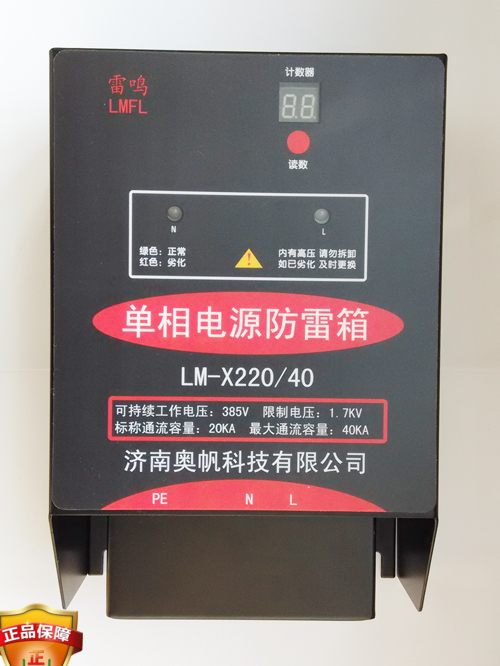 雷鸣
LMFL
计数器
8.8
读数
N
L
绿色：正常
红色：劣化
内有高压 请勿拆卸
如已劣化 及时更换
单相电源防雷箱
LM-X220/40
可持续工作电压：385V 限制电压：1.7KV
标称通流容量：20KA 最大通流容量：40KA
济南奥帆科技有限公司
PE N L
正品保障
正